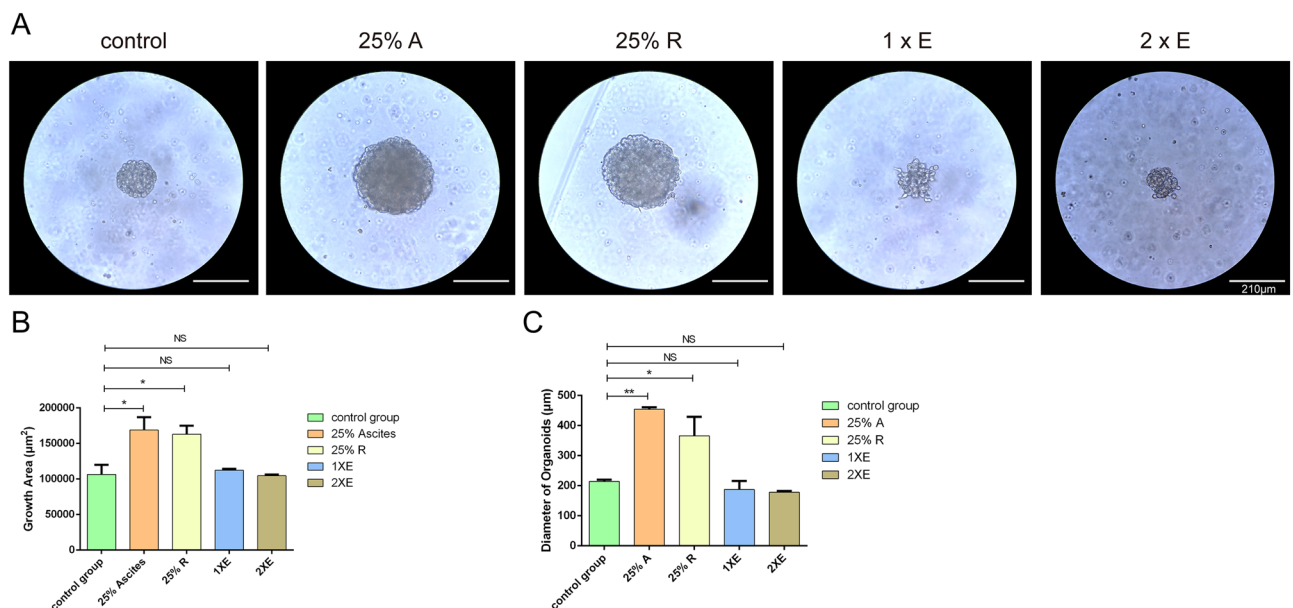 A
control
25% A
25% R
1 x E
2 x E
210μm
B
NS
NS
*
*
200000
150000
100000
50000
0
Growth Area (μm²)
control group
25% Ascites
25% R
1XE
2XE
control group
25% Ascites
25% R
1XE
2XE
C
NS
NS
*
**
500
400
300
200
100
0
Diameter of Organoids (μm)
control group
25% A
25% R
1XE
2XE
control group
25% A
25% R
1XE
2XE